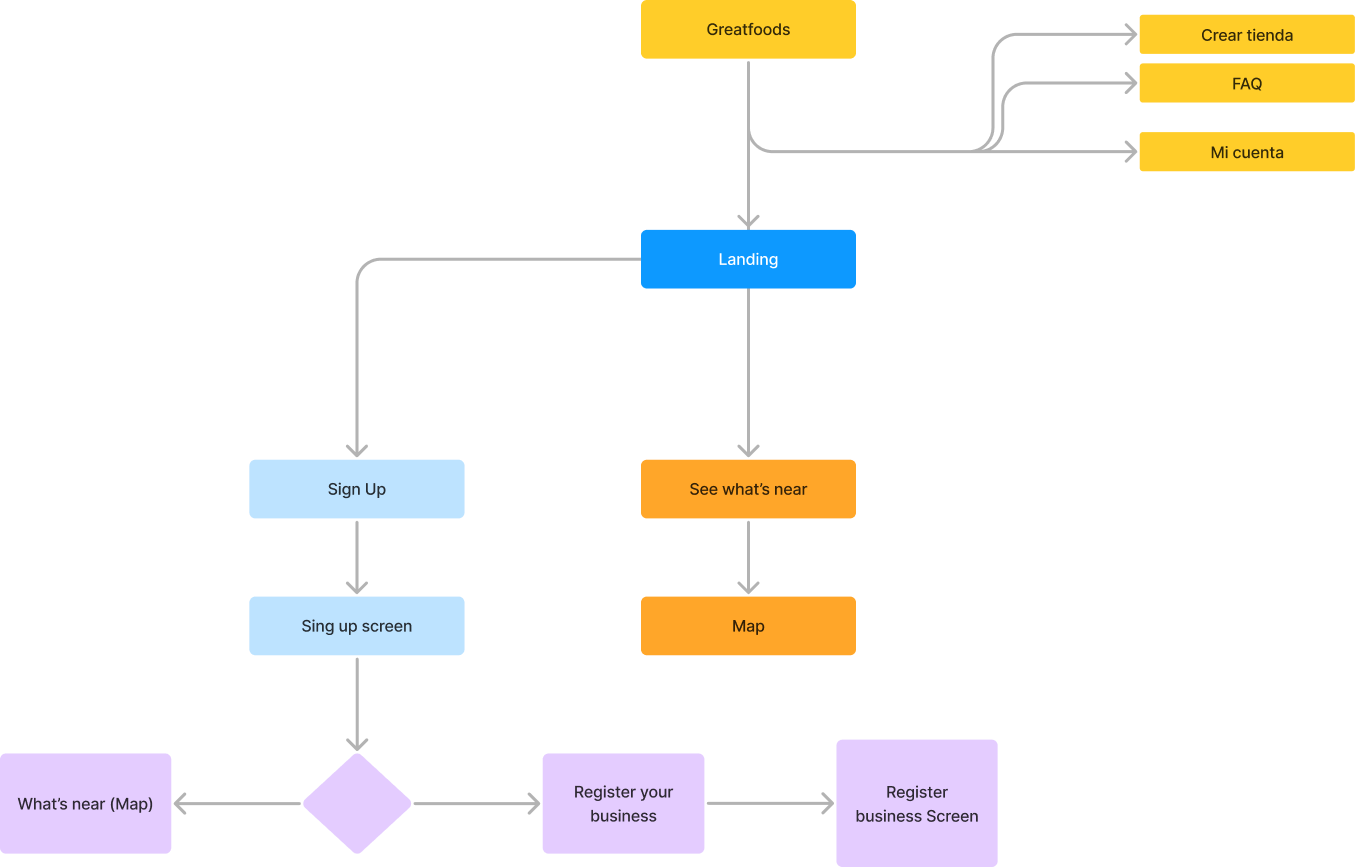 Greatfoods
Crear tienda
FAQ
Mi cuenta
Landing
Sign Up
See what’s near
Sing up screen
Map
What’s near (Map)
Register your
business
Register
business Screen